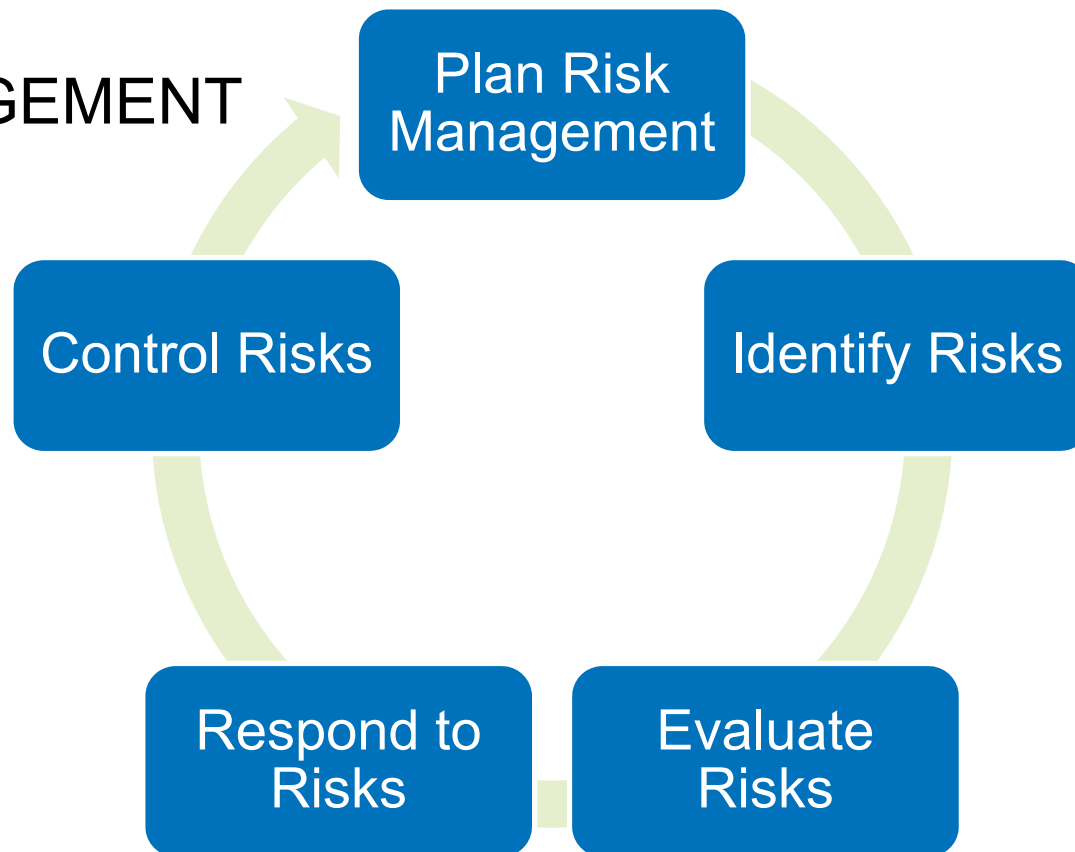 GEMENT
Plan Risk
Management
Identify Risks
Evaluate
Risks
Respond to
Risks
Control Risks